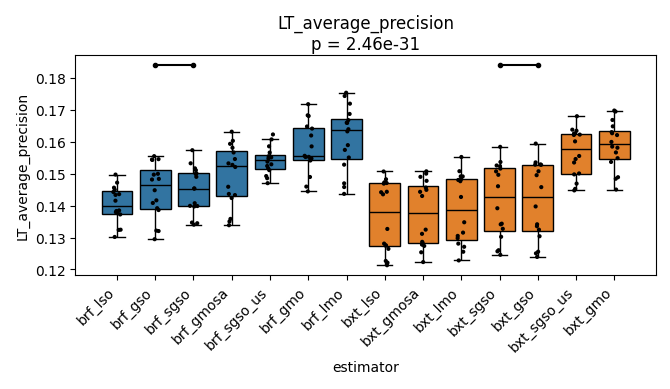 LT_average_precision
p = 2.46e-31
LT_average_precision
0.18
0.17
0.16
0.15
0.14
0.13
0.12
brf_lso
brf_gso
brf_sgso
brf_gmosa
brf_sgso_us
brf_gmo
brf_lmo
bxt_lso
bxt_gmosa
bxt_lmo
bxt_sgso
bxt_gso
bxt_sgso_us
bxt_gmo
estimator